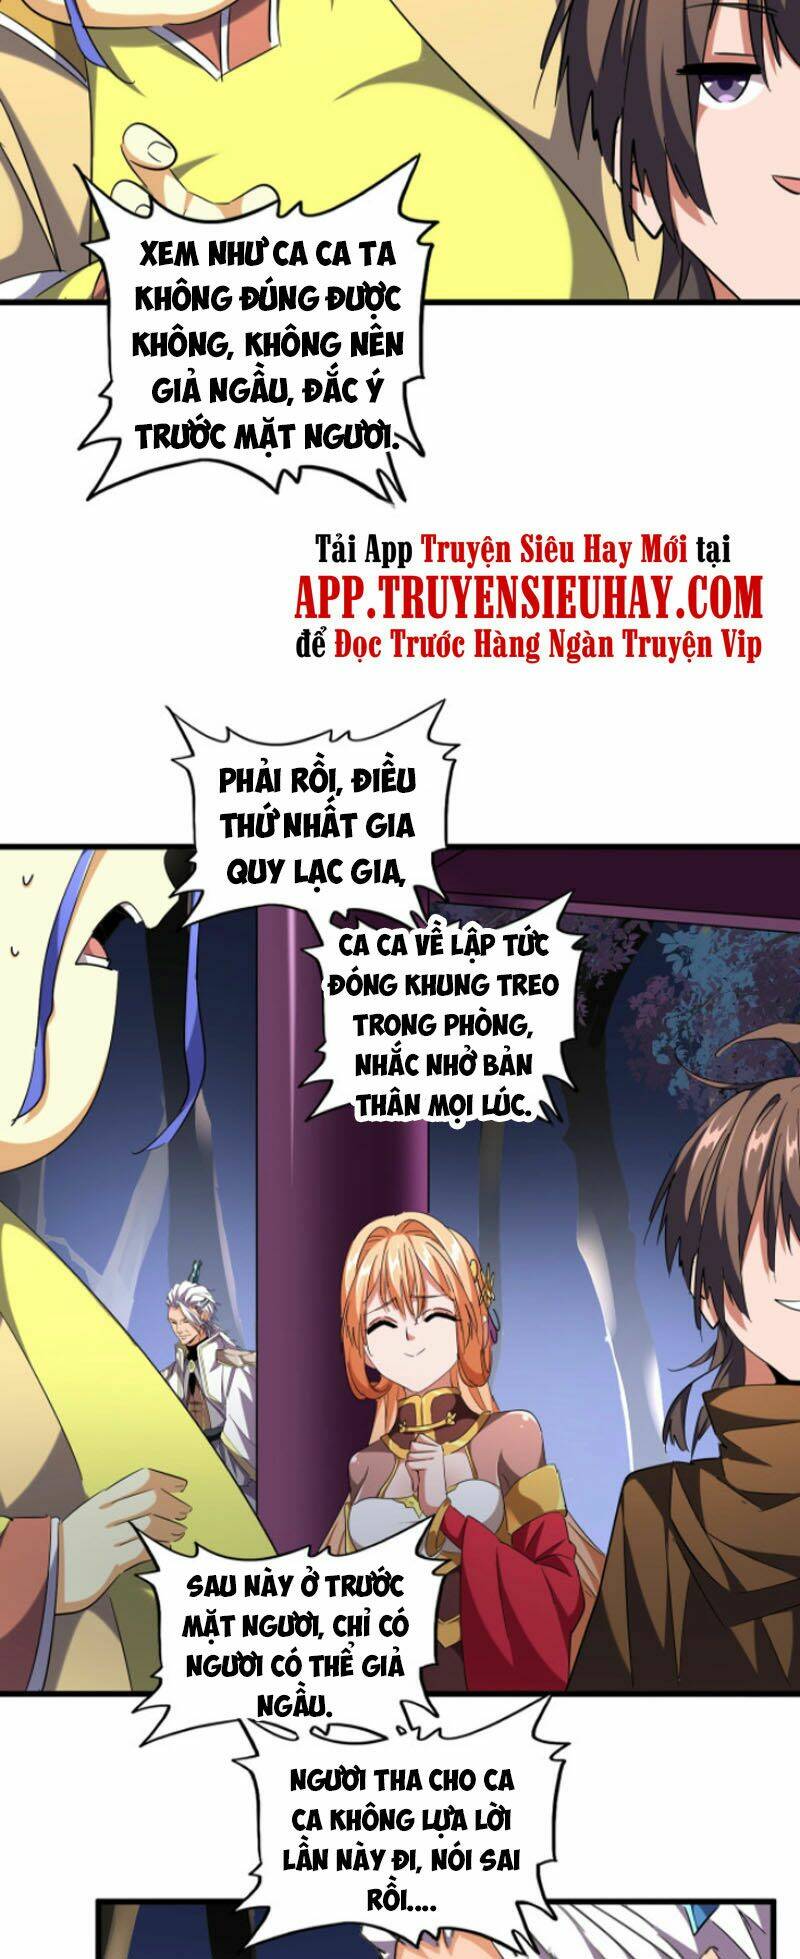 XEM NHƯ CA CA TA
KHÔNG ĐÚNG ĐƯỢC
KHÔNG, KHÔNG NÊN
GIẢ NGẦU, ĐẮC Ý
TRƯỚC MẶT NGƯƠI.
Tải App Truyện Siêu Hay Mới tại
APP.TRUYENSIEUHAY.COM
để Đọc Trước Hàng Ngàn Truyện Vip
PHẢI RỒI, ĐIỀU
THỨ NHẤT GIA
QUY LẠC GIA,
CA CA VỀ LẬP TỨC
ĐÓNG KHUNG TREO
TRONG PHÒNG,
NHẮC NHỞ BẢN
THÂN MỌI LÚC.
SAU NÀY Ở TRƯỚC
MẶT NGƯƠI, CHỈ CÓ
NGƯƠI CÓ THỂ GIẢ
NGẦU.
NGƯƠI THA CHO CA
CA KHÔNG LỰA LỜI
LẦN NÀY ĐI, NÓI SAI
RỒI....